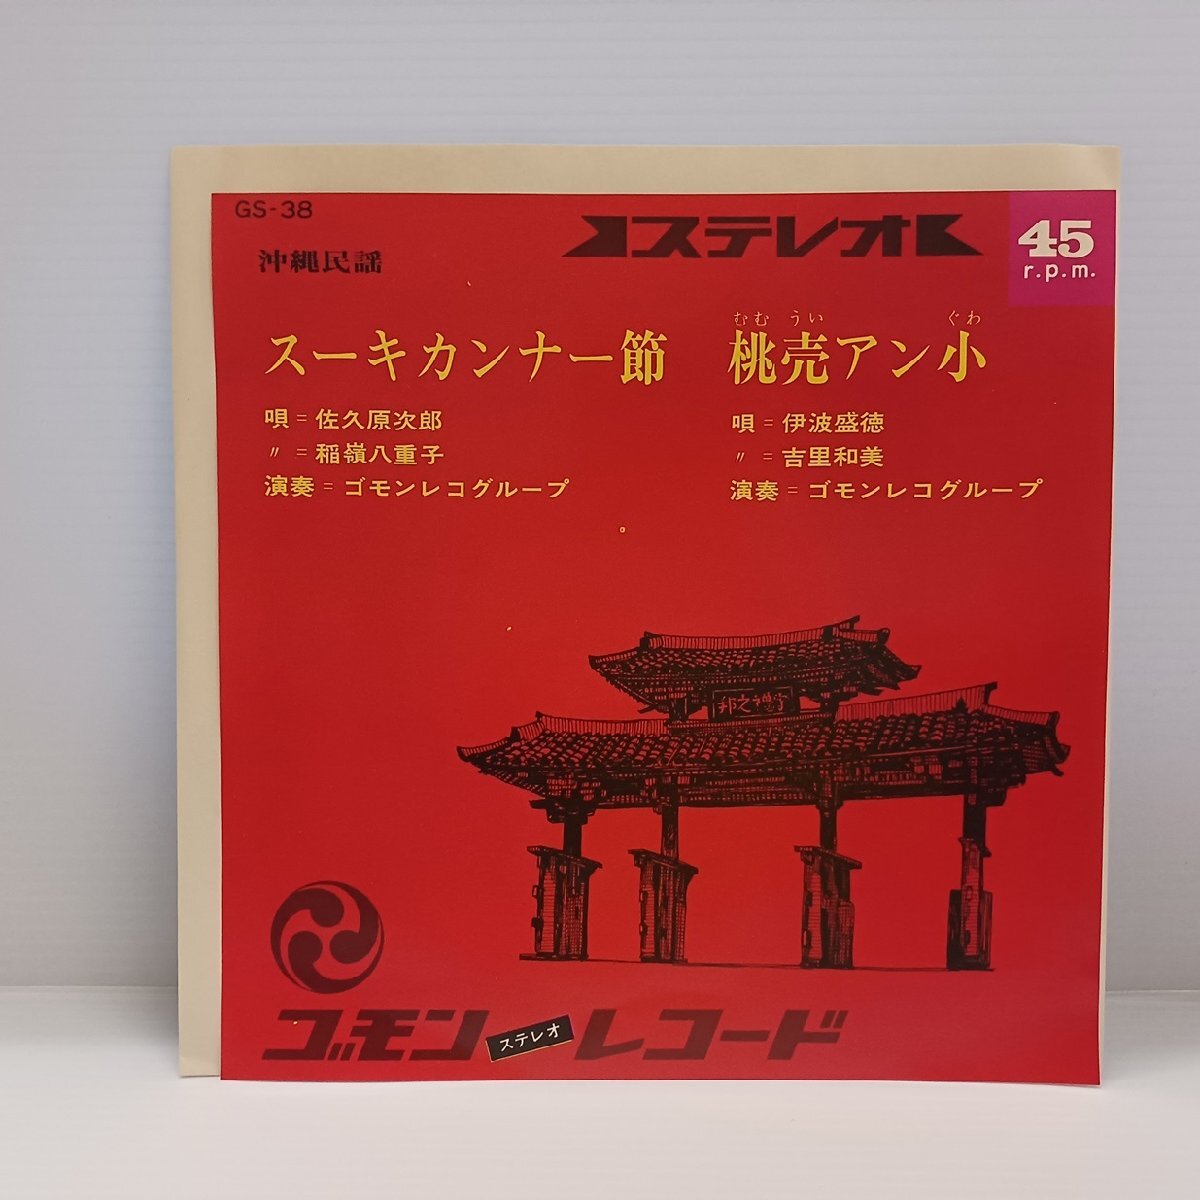 GS-38
ステレオ
45
r.p.m.
沖縄民謡
スーキカンナー節
唄＝佐久原次郎
〃＝稲嶺八重子
演奏＝ゴモンレコグループ
むむ うい ぐわ
桃売アン小
唄＝伊波盛徳
〃＝吉里和美
演奏＝ゴモンレコグループ
守禮之邦
ゴモン ステレオ レコード